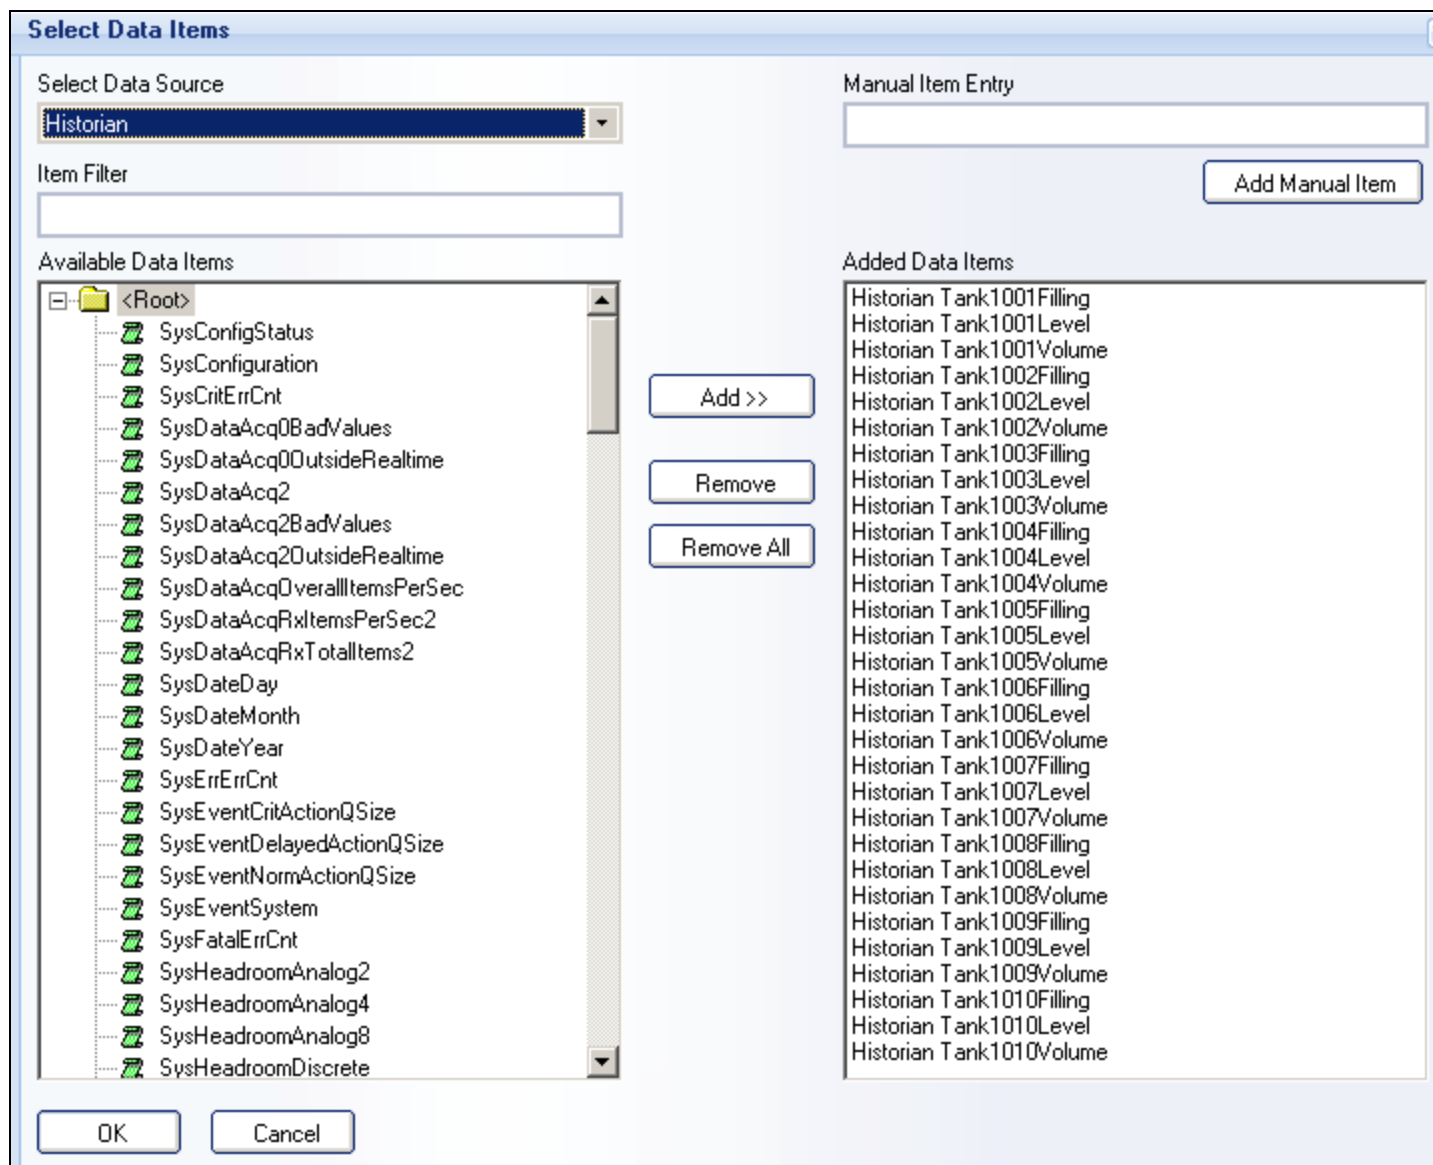 Select Data Items
Select Data Source
Historian
Item Filter
Available Data Items
<Root>
SysConfigStatus
SysConfiguration
SysCritErrCnt
SysDataAcq0BadValues
SysDataAcq0OutsideRealtime
SysDataAcq2
SysDataAcq2BadValues
SysDataAcq2OutsideRealtime
SysDataAcqOverallItemsPerSec
SysDataAcqRxItemsPerSec2
SysDataAcqRxTotalItems2
SysDateDay
SysDateMonth
SysDateYear
SysErrErrCnt
SysEventCritActionQSize
SysEventDelayedActionQSize
SysEventNormActionQSize
SysEventSystem
SysFatalErrCnt
SysHeadroomAnalog2
SysHeadroomAnalog4
SysHeadroomAnalog8
SysHeadroomDiscrete
Add >>
Remove
Remove All
Manual Item Entry
Add Manual Item
Added Data Items
Historian Tank1001Filling
Historian Tank1001Level
Historian Tank1001Volume
Historian Tank1002Filling
Historian Tank1002Level
Historian Tank1002Volume
Historian Tank1003Filling
Historian Tank1003Level
Historian Tank1003Volume
Historian Tank1004Filling
Historian Tank1004Level
Historian Tank1004Volume
Historian Tank1005Filling
Historian Tank1005Level
Historian Tank1005Volume
Historian Tank1006Filling
Historian Tank1006Level
Historian Tank1006Volume
Historian Tank1007Filling
Historian Tank1007Level
Historian Tank1007Volume
Historian Tank1008Filling
Historian Tank1008Level
Historian Tank1008Volume
Historian Tank1009Filling
Historian Tank1009Level
Historian Tank1009Volume
Historian Tank1010Filling
Historian Tank1010Level
Historian Tank1010Volume
OK
Cancel